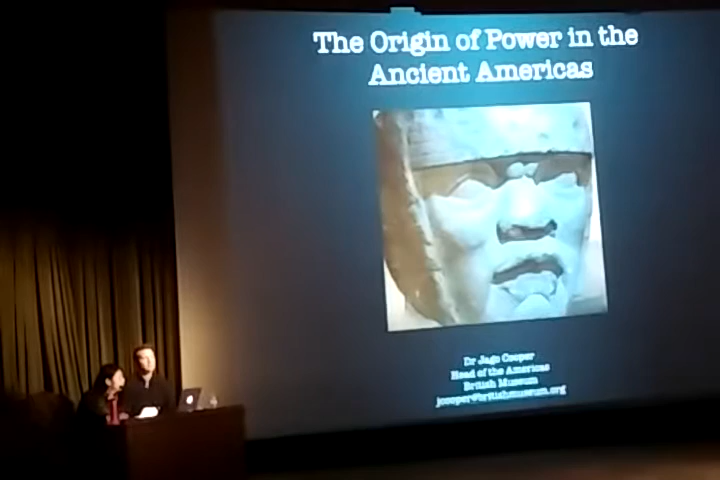 The Origin of Power in the
Ancient Americas
Dr Jago Cooper
Head of the Americas
British Museum
jcooper@britishmuseum.org